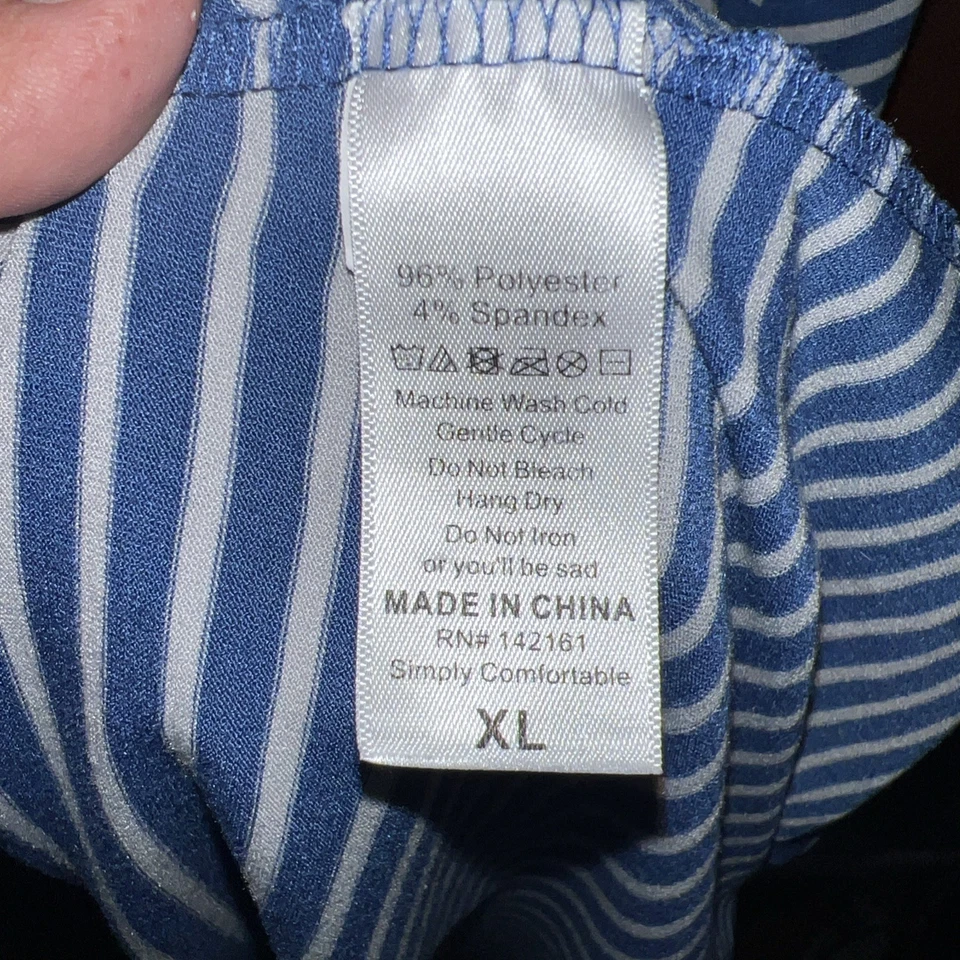 96% Polyester
4% Spandex
Machine Wash Cold
Gentle Cycle
Do Not Bleach
Hang Dry
Do Not Iron
or you'll be sad
MADE IN CHINA
RN# 142161
Simply Comfortable
XL